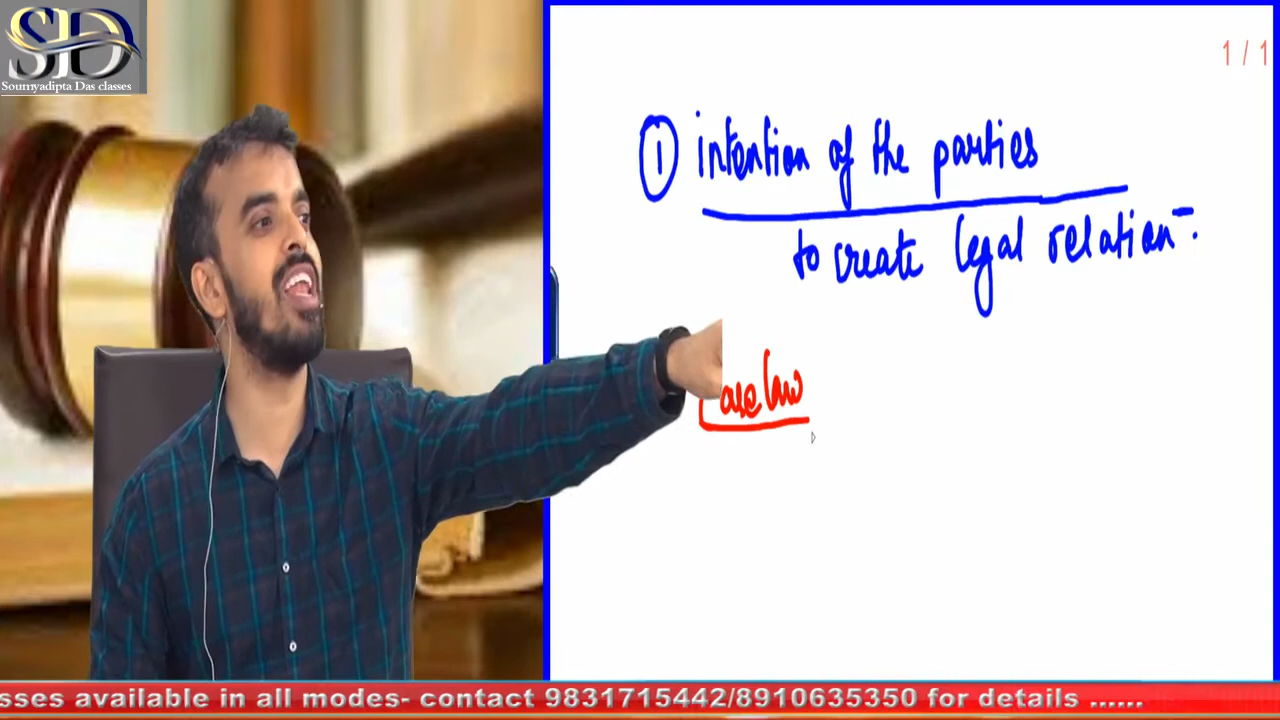 SD
Soumyadipta Das classes
1 / 1
① intention of the parties
to create legal relation.
ase law
sses available in all modes- contact 9831715442/8910635350 for details ......